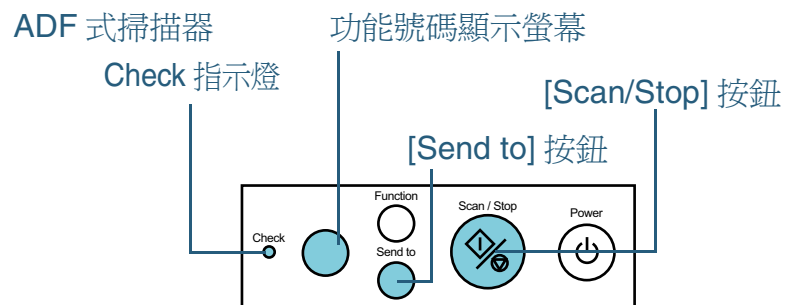 ADF 式掃描器
功能號碼顯示螢幕
Check 指示燈
[Scan/Stop] 按鈕
[Send to] 按鈕
Function
Scan / Stop
Power
Check
Send to